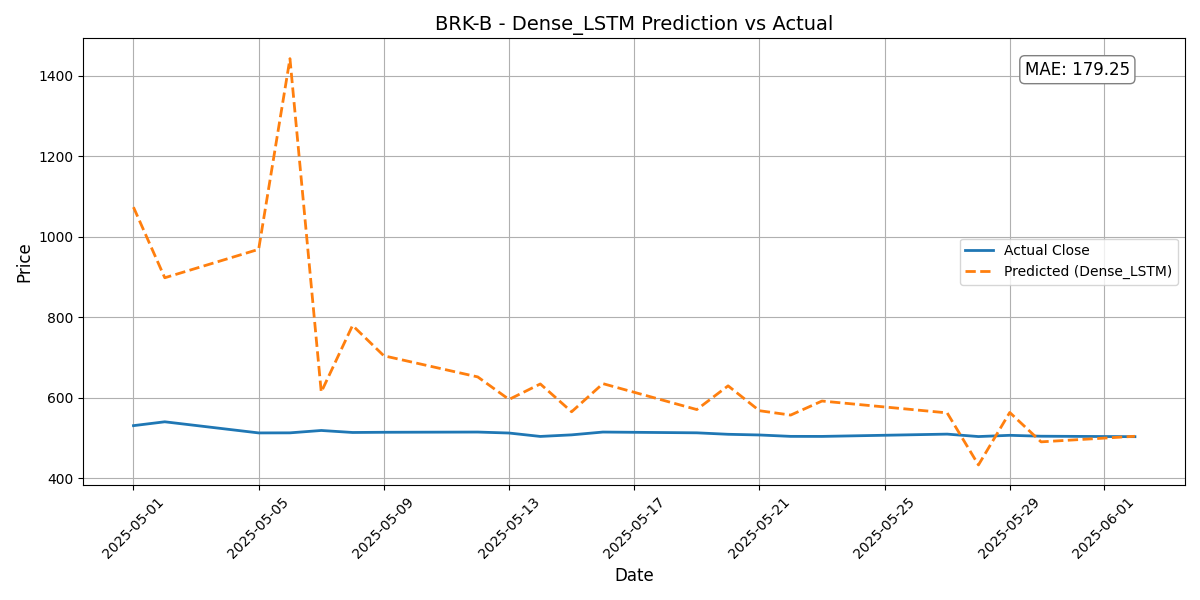 BRK-B - Dense_LSTM Prediction vs Actual
MAE: 179.25
Price
1400
1200
1000
800
600
400
Actual Close
Predicted (Dense_LSTM)
2025-05-01
2025-05-05
2025-05-09
2025-05-13
2025-05-17
2025-05-21
2025-05-25
2025-05-29
2025-06-01
Date